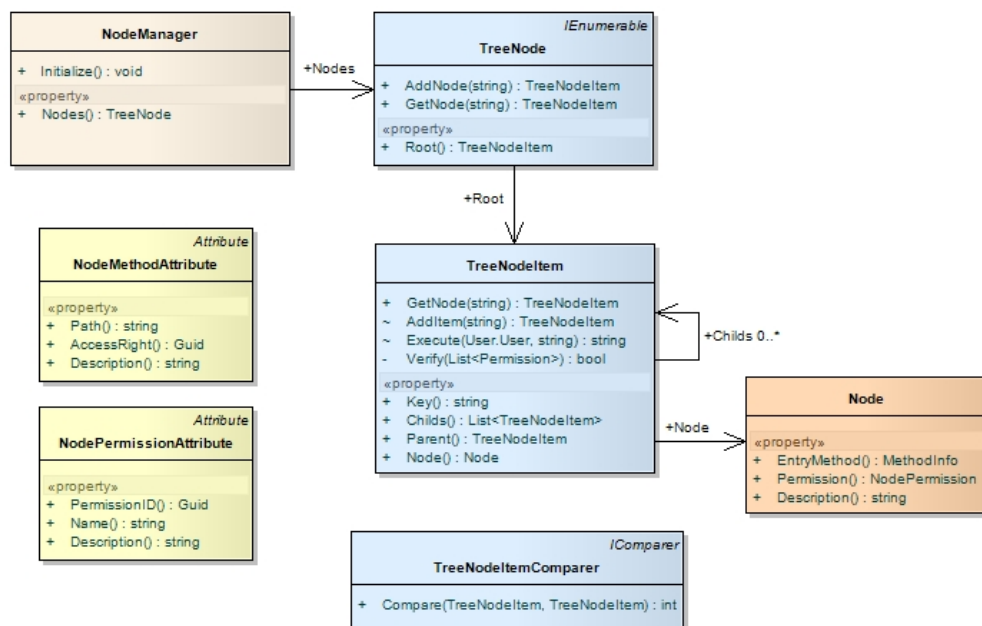 NodeManager
+ Initialize() : void
«property»
+ Nodes() : TreeNode
+Nodes
IEnumerable
TreeNode
+ AddNode(string) : TreeNodeItem
+ GetNode(string) : TreeNodeItem
«property»
+ Root() : TreeNodeItem
+Root
Attribute
NodeMethodAttribute
«property»
+ Path() : string
+ AccessRight() : Guid
+ Description() : string
TreeNodeItem
+ GetNode(string) : TreeNodeItem
~ AddItem(string) : TreeNodeItem
~ Execute(User.User, string) : string
- Verify(List<Permission>) : bool
«property»
+ Key() : string
+ Childs() : List<TreeNodeItem>
+ Parent() : TreeNodeItem
+ Node() : Node
+Childs 0..*
+Node
Node
«property»
+ EntryMethod() : MethodInfo
+ Permission() : NodePermission
+ Description() : string
Attribute
NodePermissionAttribute
«property»
+ PermissionID() : Guid
+ Name() : string
+ Description() : string
IComparer
TreeNodeItemComparer
+ Compare(TreeNodeItem, TreeNodeItem) : int